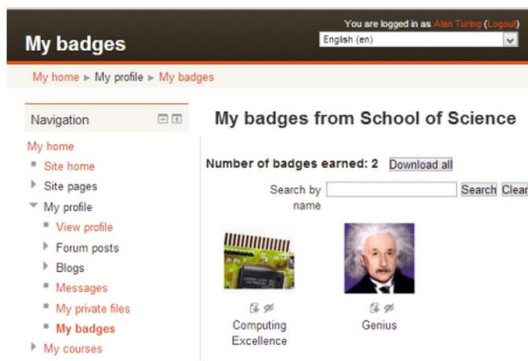 You are logged in as Alan Turing (Logout)
My badges
English (en)
My home ► My profile ► My badges
Navigation
My home
Site home
Site pages
My profile
View profile
Forum posts
Blogs
Messages
My private files
My badges
My courses
My badges from School of Science
Number of badges earned: 2 Download all
Search by name Search Clear
Computing
Excellence
Genius